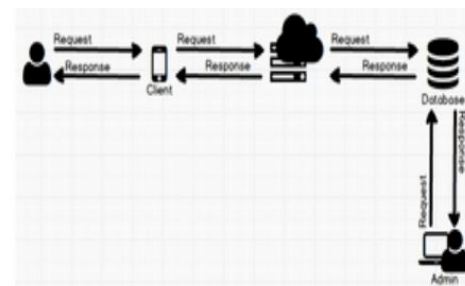 Request
Request
Request
Response
Response
Response
Client
Database
Request
Response
Admin